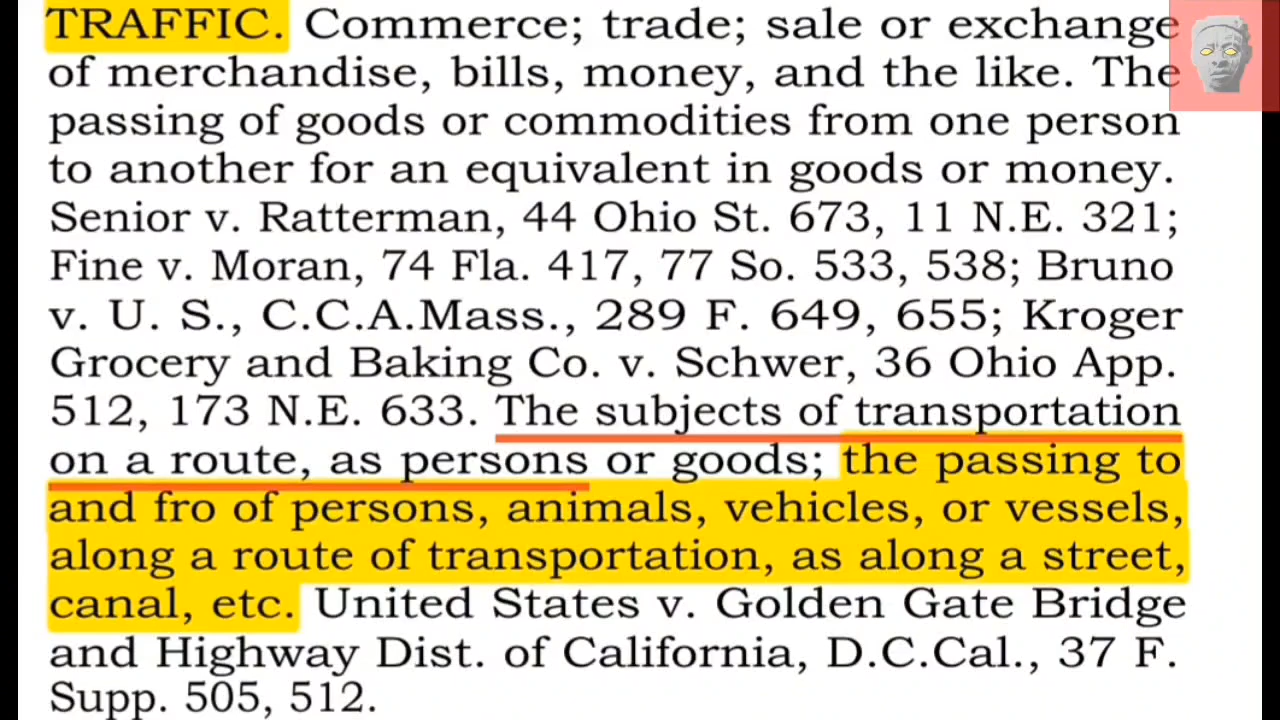 TRAFFIC. Commerce; trade; sale or exchange
of merchandise, bills, money, and the like. The
passing of goods or commodities from one person
to another for an equivalent in goods or money.
Senior v. Ratterman, 44 Ohio St. 673, 11 N.E. 321;
Fine v. Moran, 74 Fla. 417, 77 So. 533, 538; Bruno
v. U. S., C.C.A.Mass., 289 F. 649, 655; Kroger
Grocery and Baking Co. v. Schwer, 36 Ohio App.
512, 173 N.E. 633. The subjects of transportation
on a route, as persons or goods; the passing to
and fro of persons, animals, vehicles, or vessels,
along a route of transportation, as along a street,
canal, etc. United States v. Golden Gate Bridge
and Highway Dist. of California, D.C.Cal., 37 F.
Supp. 505, 512.